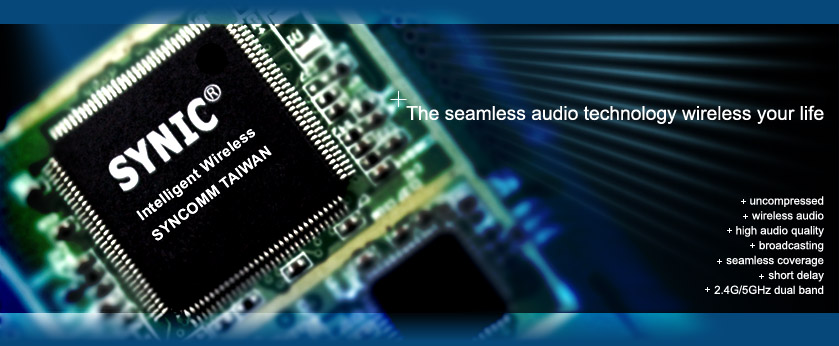 SYNIC®
Intelligent Wireless
SYNCOMM TAIWAN
The seamless audio technology wireless your life
+ uncompressed
+ wireless audio
+ high audio quality
+ broadcasting
+ seamless coverage
+ short delay
+ 2.4G/5GHz dual band